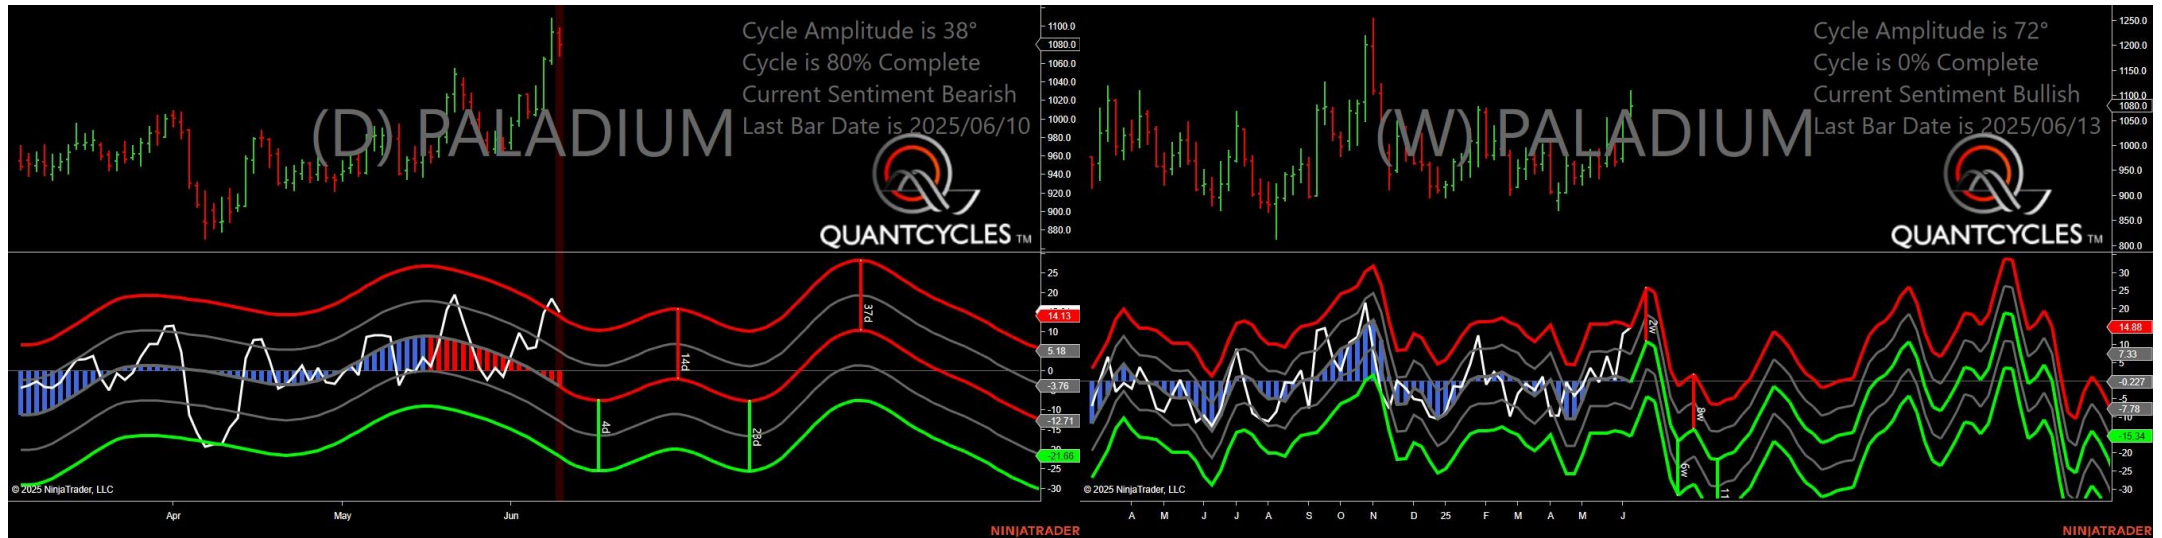 (D) PALADIUM
Cycle Amplitude is 38°
Cycle is 80% Complete
Current Sentiment Bearish
Last Bar Date is 2025/06/10
QUANTCYCLES TM
1100.0
1080.0
1060.0
1040.0
1020.0
1000.0
980.0
960.0
940.0
920.0
900.0
880.0
25
20
14.13
10
5.18
0
-3.76
-10
-12.71
-15
-21.66
-25
-30
4d
14d
28d
37d
© 2025 NinjaTrader, LLC
Apr May Jun
NINJATRADER
(W) PALADIUM
Cycle Amplitude is 72°
Cycle is 0% Complete
Current Sentiment Bullish
Last Bar Date is 2025/06/13
QUANTCYCLES TM
1250.0
1200.0
1150.0
1100.0
1080.0
1050.0
1000.0
950.0
900.0
850.0
800.0
30
25
20
14.88
10
7.33
5
-0.227
-5
-7.78
-10
-15.34
-20
-25
-30
2w
8w
6w
11
© 2025 NinjaTrader, LLC
A M J J A S O N D 25 F M A M J
NINJATRADER